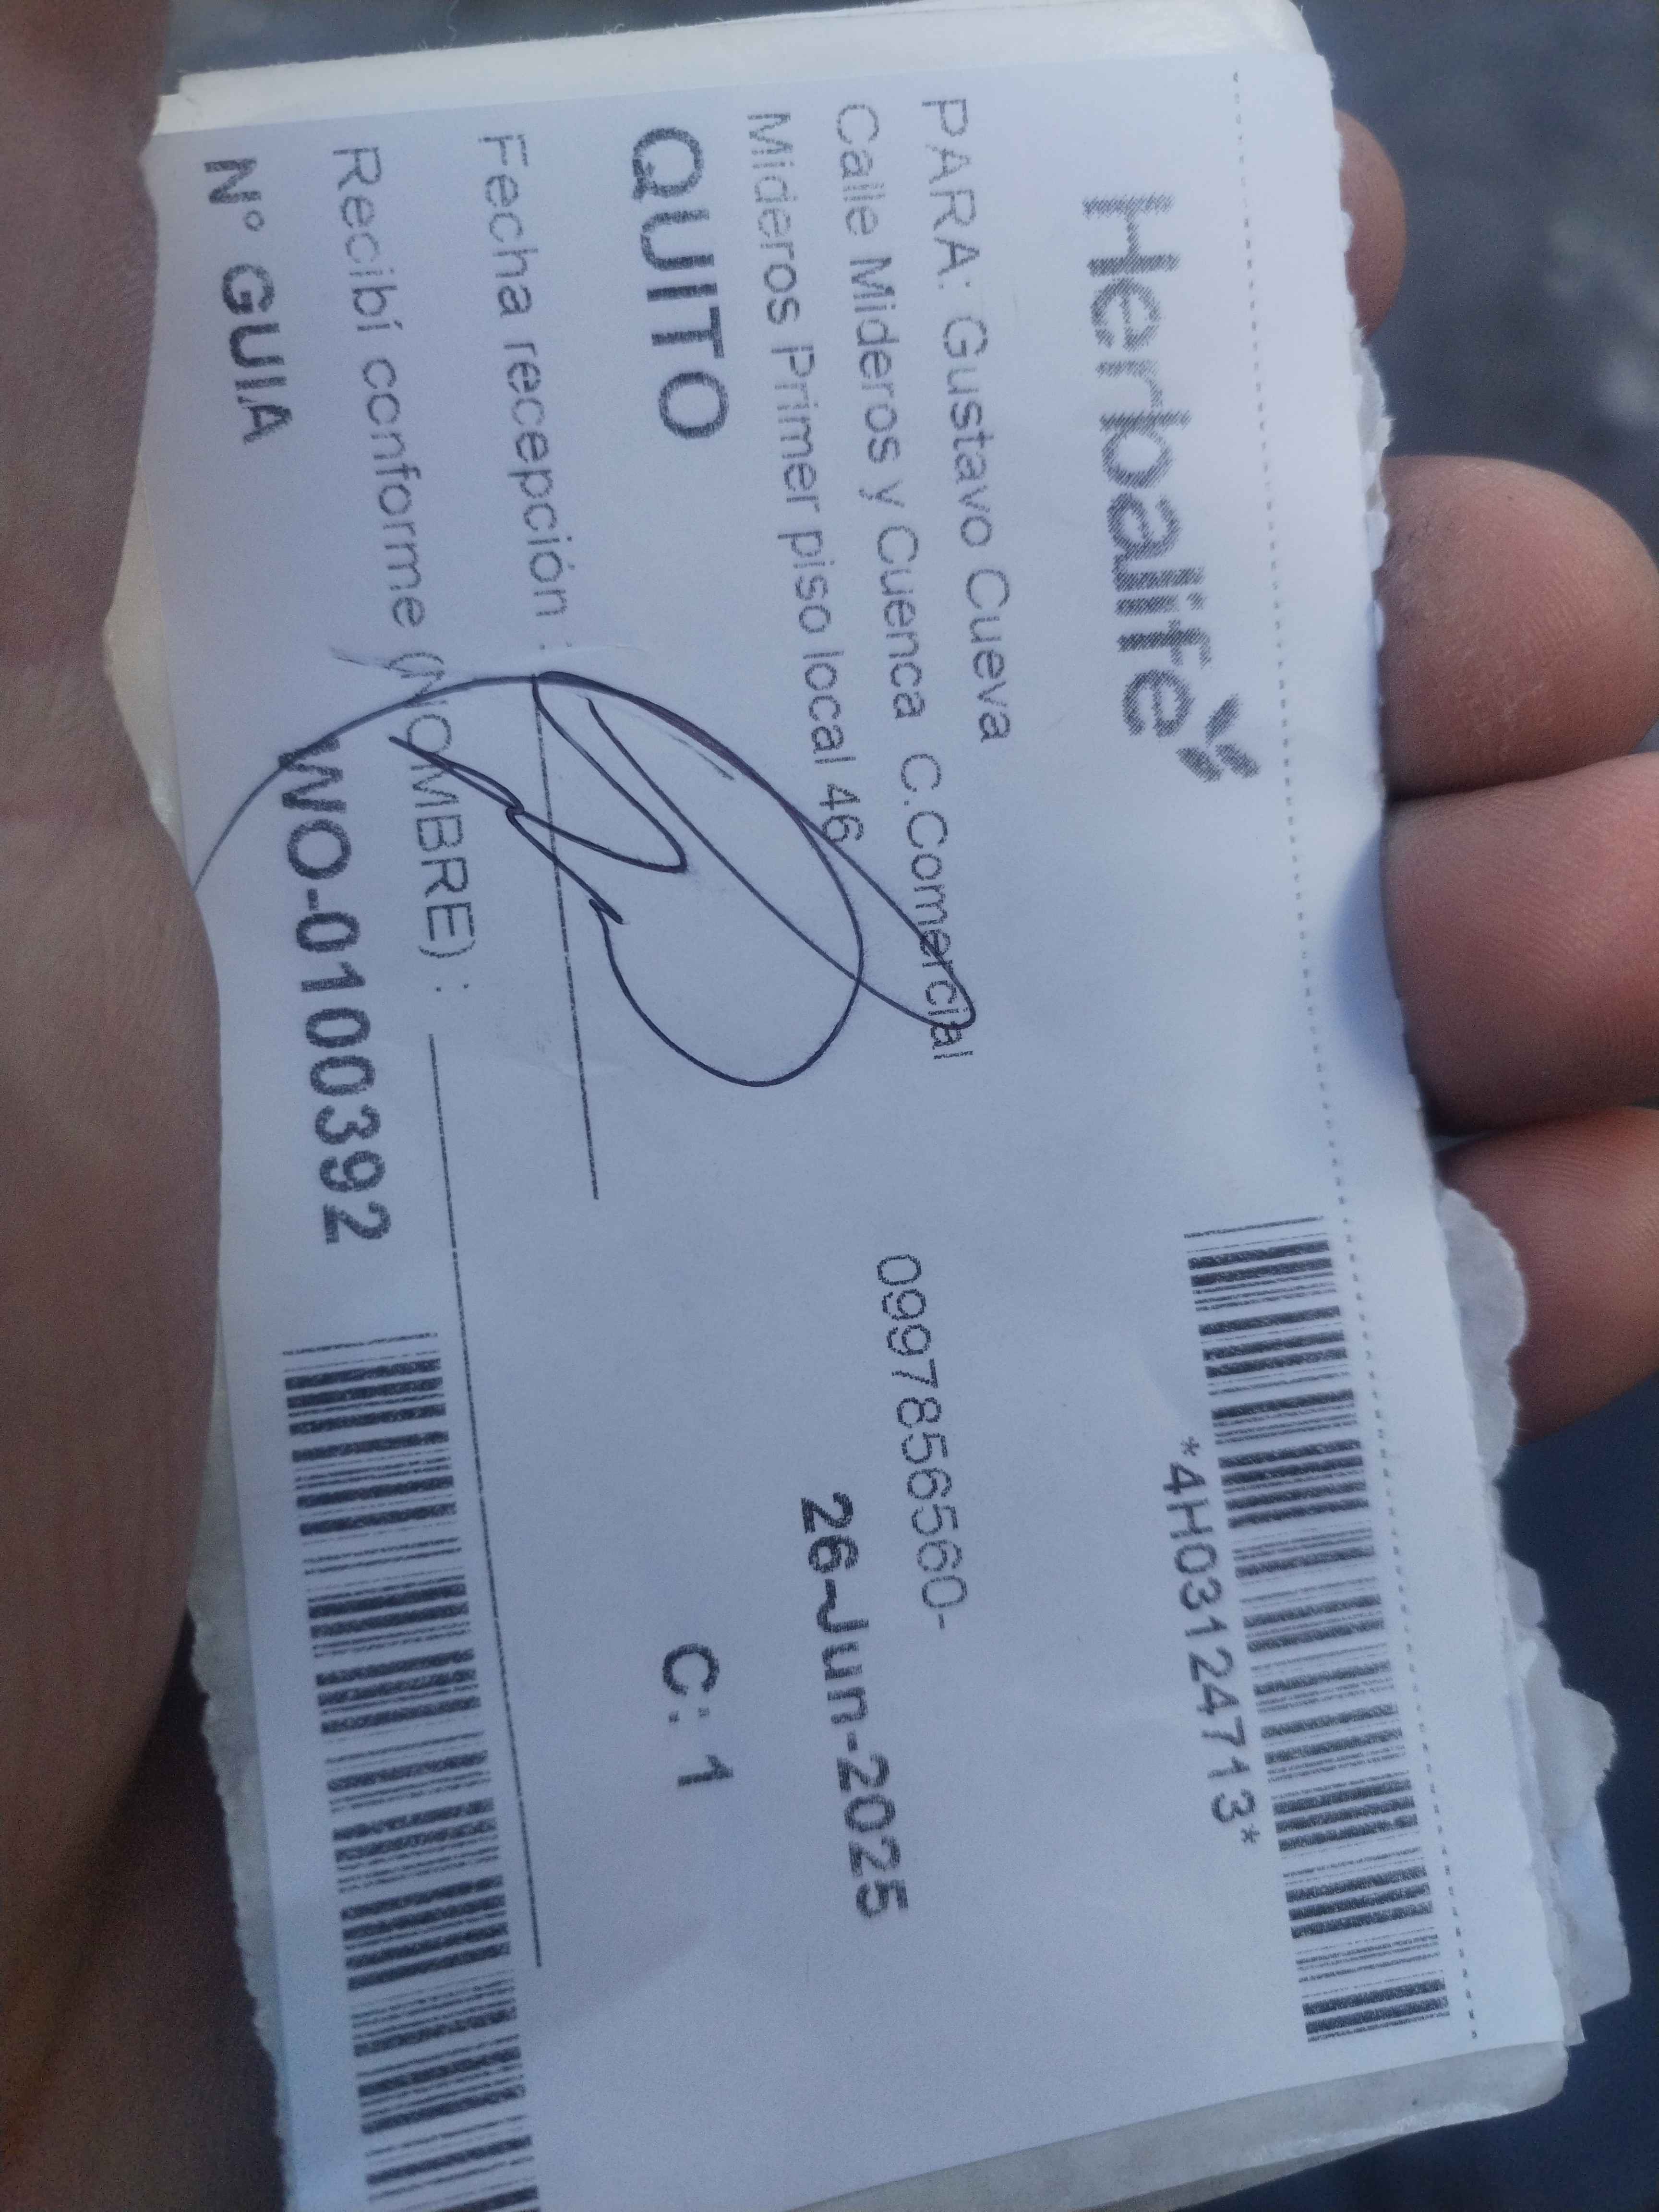 Herbalife
*4H03124713*
PARA: Gustavo Cueva
Calle Mideros y Cuenca C.Comercial 0997856560-
Mideros Primer piso local 46
26-Jun-2025
QUITO
C: 1
Fecha recepción :
Recibí conforme (NOMBRE) :
N° GUIA WO-0100392